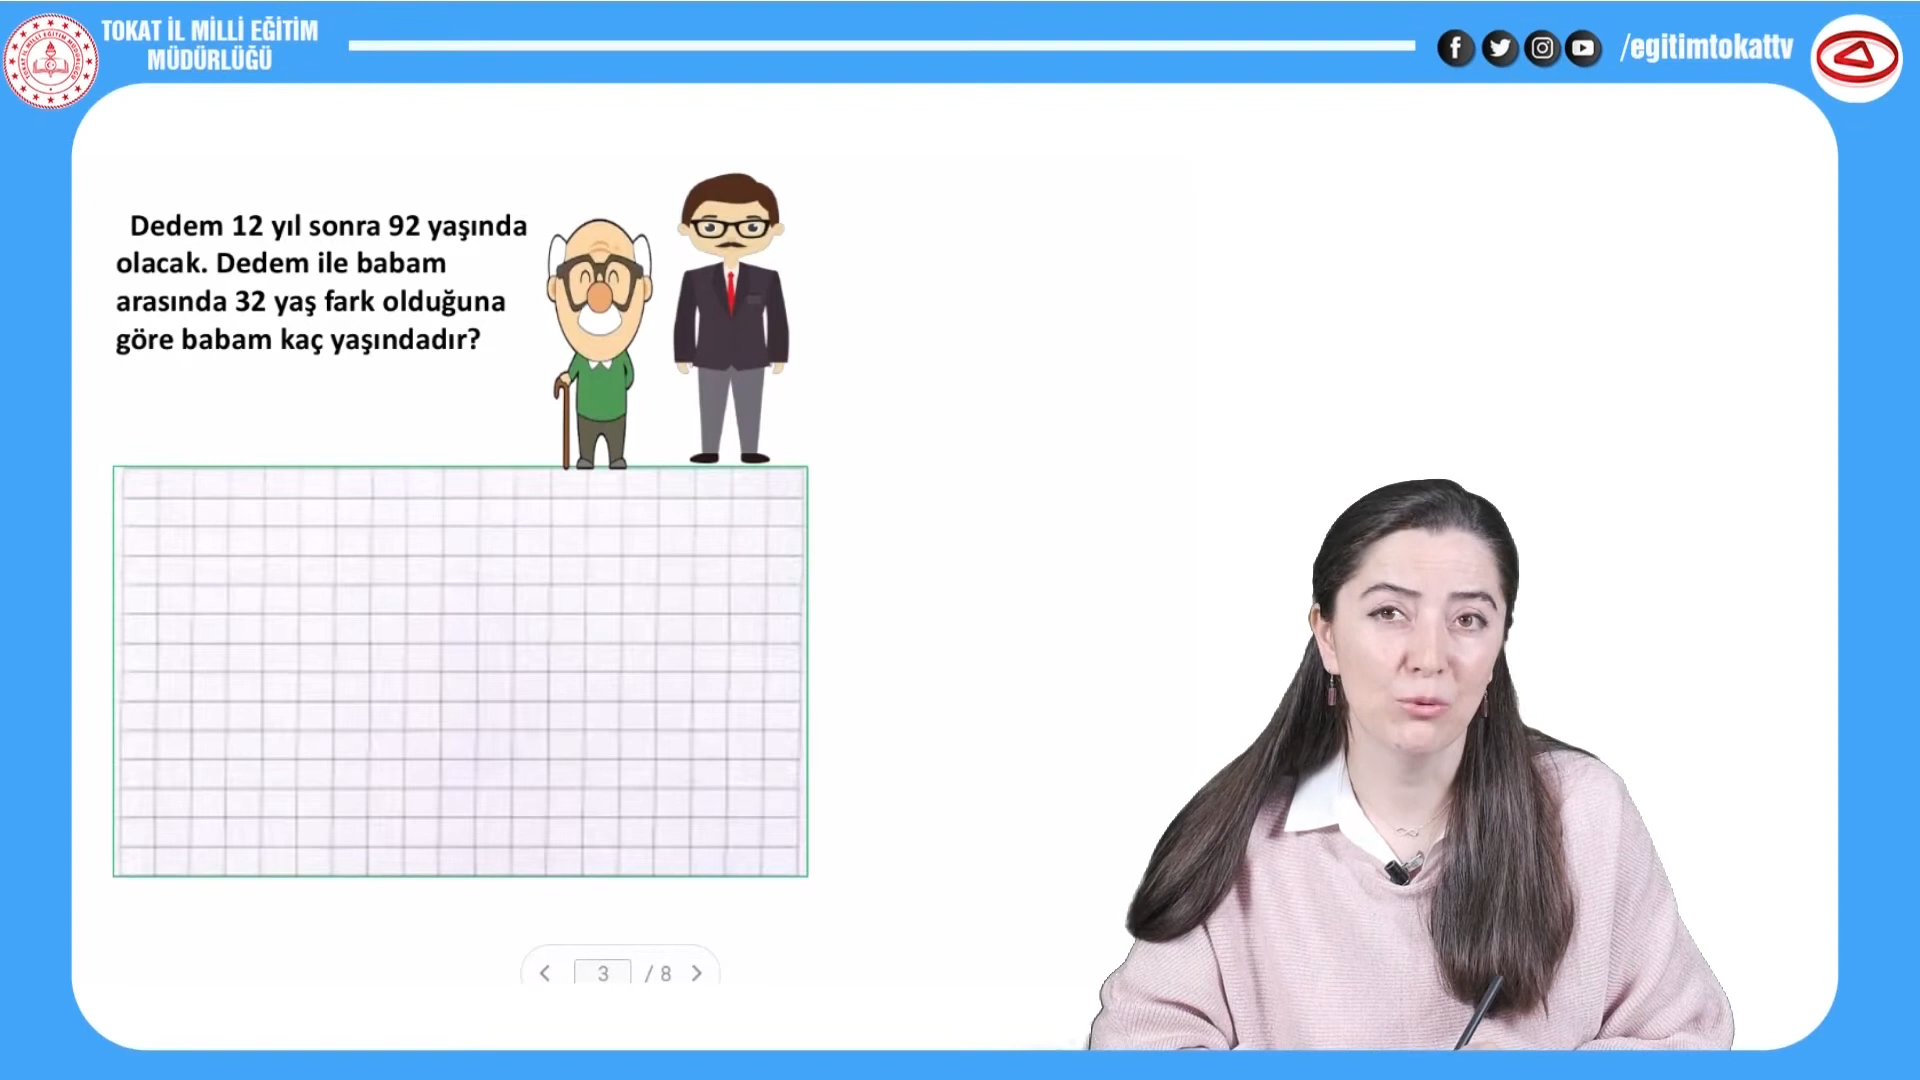 TOKAT İL MİLLİ EĞİTİM
MÜDÜRLÜĞÜ
/egitimtokattv
Dedem 12 yıl sonra 92 yaşında
olacak. Dedem ile babam
arasında 32 yaş fark olduğuna
göre babam kaç yaşındadır?
3 / 8